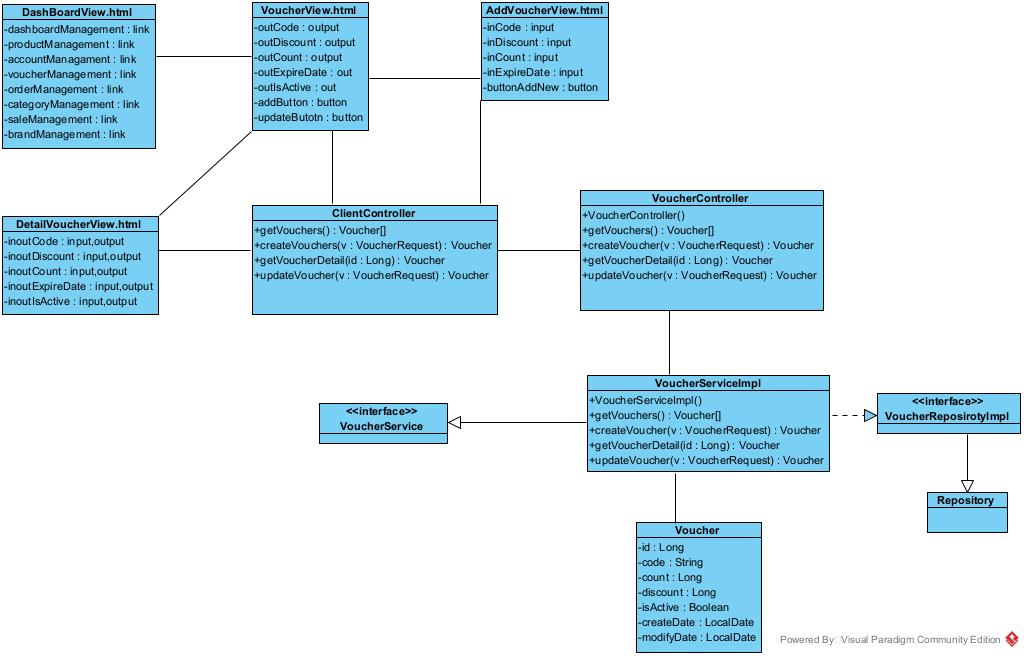 DashBoardView.html
-dashboardManagement : link
-productManagement : link
-accountManagament : link
-voucherManagement : link
-orderManagement : link
-categoryManagement : link
-saleManagement : link
-brandManagement : link
VoucherView.html
-outCode : output
-outDiscount : output
-outCount : output
-outExpireDate : out
-outIsActive : out
-addButton : button
-updateButotn : button
AddVoucherView.html
-inCode : input
-inDiscount : input
-inCount : input
-inExpireDate : input
-buttonAddNew : button
DetailVoucherView.html
-inoutCode : input,output
-inoutDiscount : input,output
-inoutCount : input,output
-inoutExpireDate : input,output
-inoutIsActive : input,output
ClientController
+getVouchers() : Voucher[]
+createVouchers(v : VoucherRequest) : Voucher
+getVoucherDetail(id : Long) : Voucher
+updateVoucher(v : VoucherRequest) : Voucher
VoucherController
+VoucherController()
+getVouchers() : Voucher[]
+createVoucher(v : VoucherRequest) : Voucher
+getVoucherDetail(id : Long) : Voucher
+updateVoucher(v : VoucherRequest) : Voucher
<<interface>>
VoucherService
VoucherServiceImpl
+VoucherServiceImpl()
+getVouchers() : Voucher[]
+createVoucher(v : VoucherRequest) : Voucher
+getVoucherDetail(id : Long) : Voucher
+updateVoucher(v : VoucherRequest) : Voucher
<<interface>>
VoucherReposirotyImpl
Repository
Voucher
-id : Long
-code : String
-count : Long
-discount : Long
-isActive : Boolean
-createDate : LocalDate
-modifyDate : LocalDate
Powered By Visual Paradigm Community Edition